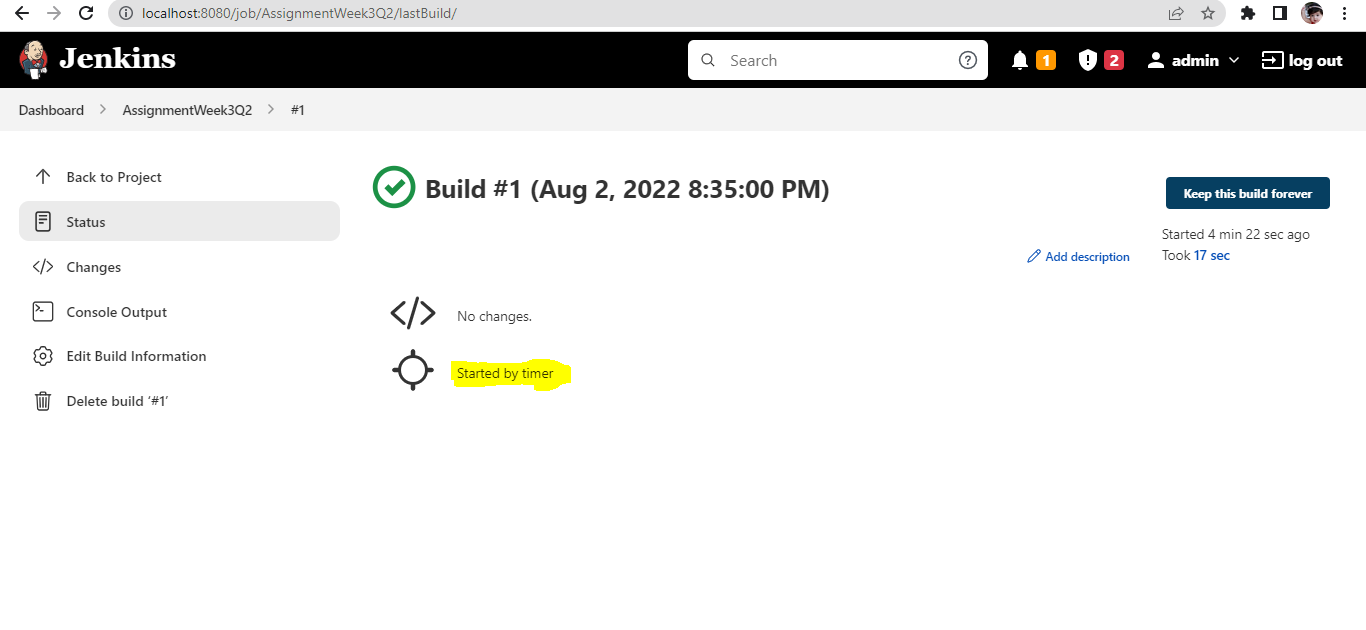 localhost:8080/job/AssignmentWeek3Q2/lastBuild/
Jenkins
Search
1
2
admin
log out
Dashboard
AssignmentWeek3Q2
#1
Back to Project
Status
Changes
Console Output
Edit Build Information
Delete build ‘#1’
Build #1 (Aug 2, 2022 8:35:00 PM)
Keep this build forever
Started 4 min 22 sec ago
Took 17 sec
Add description
No changes.
Started by timer